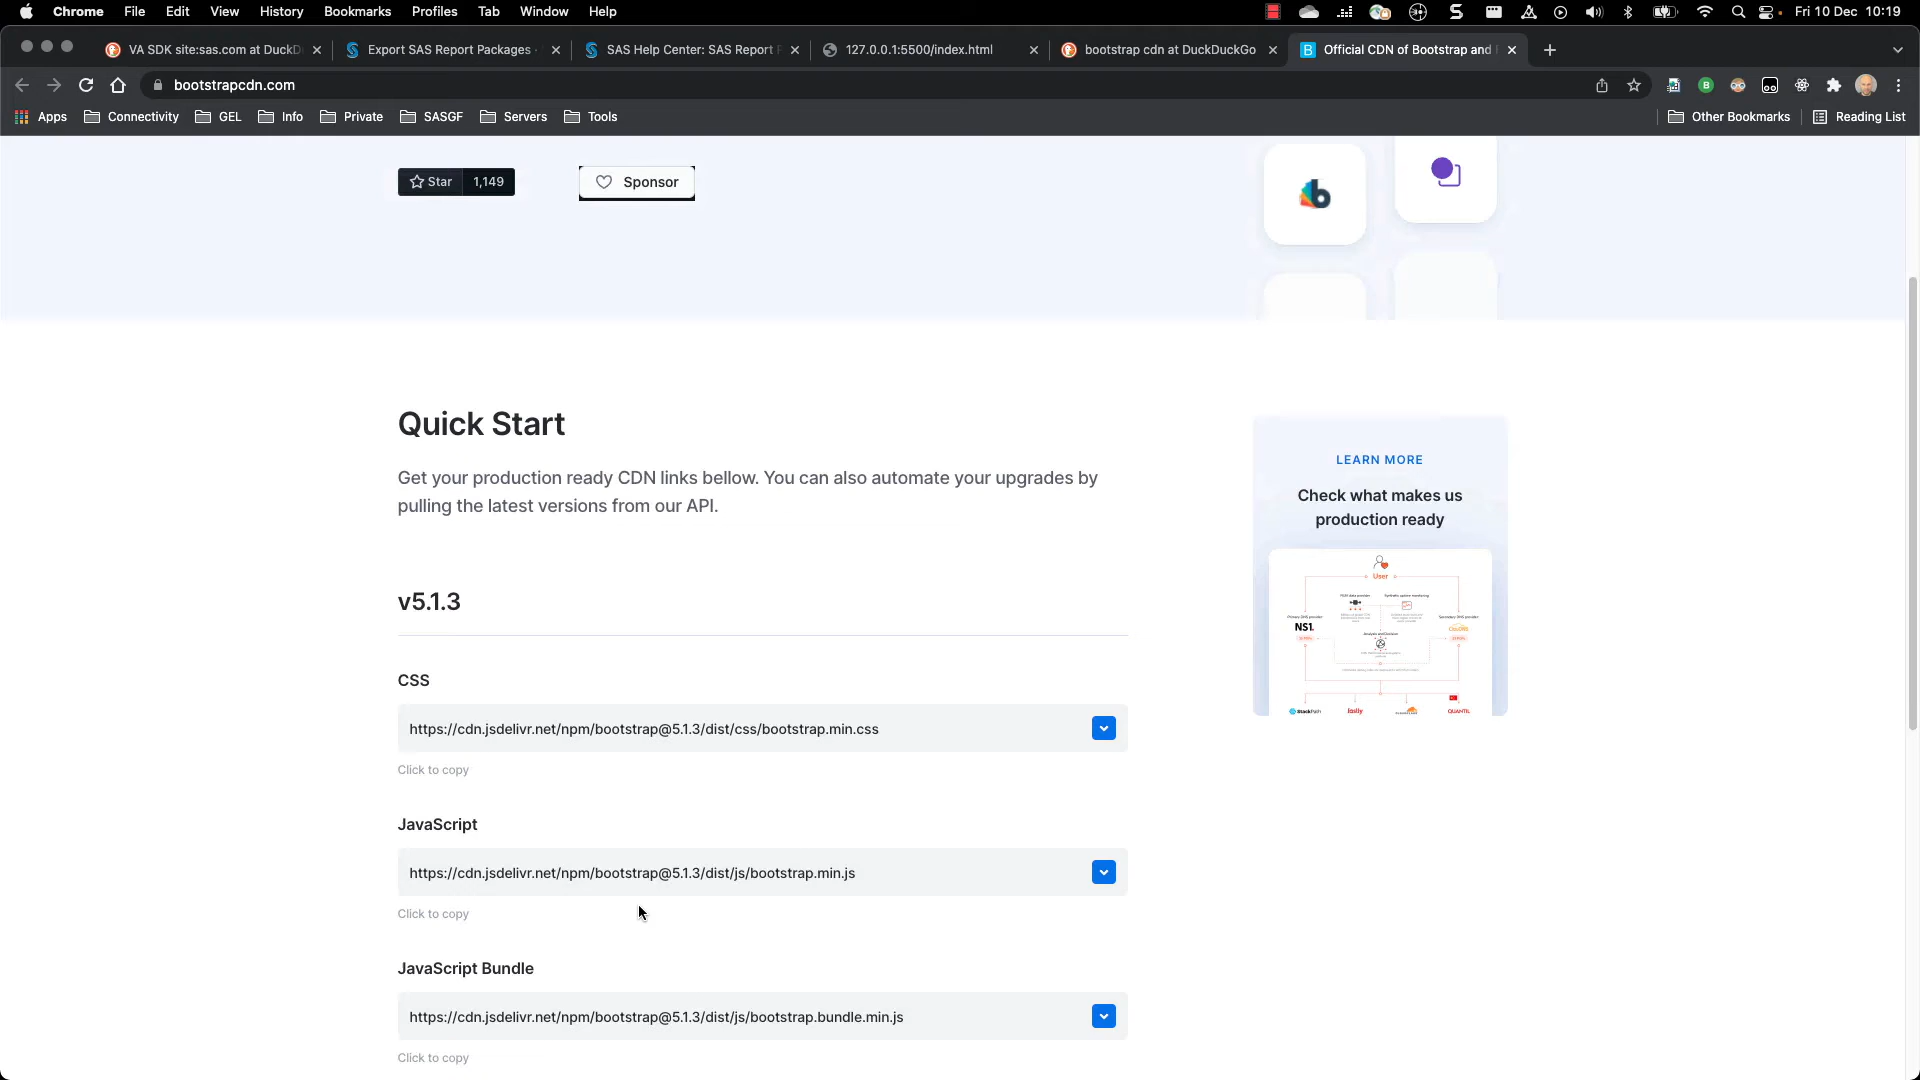 Chrome File Edit View History Bookmarks Profiles Tab Window Help Fri 10 Dec 10:19
VA SDK site:sas.com at DuckD Export SAS Report Packages SAS Help Center: SAS Report 127.0.0.1:5500/index.html bootstrap cdn at DuckDuckGo Official CDN of Bootstrap and
bootstrapcdn.com
Apps Connectivity GEL Info Private SASGF Servers Tools Other Bookmarks Reading List
Star 1,149 Sponsor
Quick Start
Get your production ready CDN links bellow. You can also automate your upgrades by
pulling the latest versions from our API.
LEARN MORE
Check what makes us
production ready
User
NS1.
fastly
QUANTIL
v5.1.3
CSS
https://cdn.jsdelivr.net/npm/bootstrap@5.1.3/dist/css/bootstrap.min.css
Click to copy
JavaScript
https://cdn.jsdelivr.net/npm/bootstrap@5.1.3/dist/js/bootstrap.min.js
Click to copy
JavaScript Bundle
https://cdn.jsdelivr.net/npm/bootstrap@5.1.3/dist/js/bootstrap.bundle.min.js
Click to copy